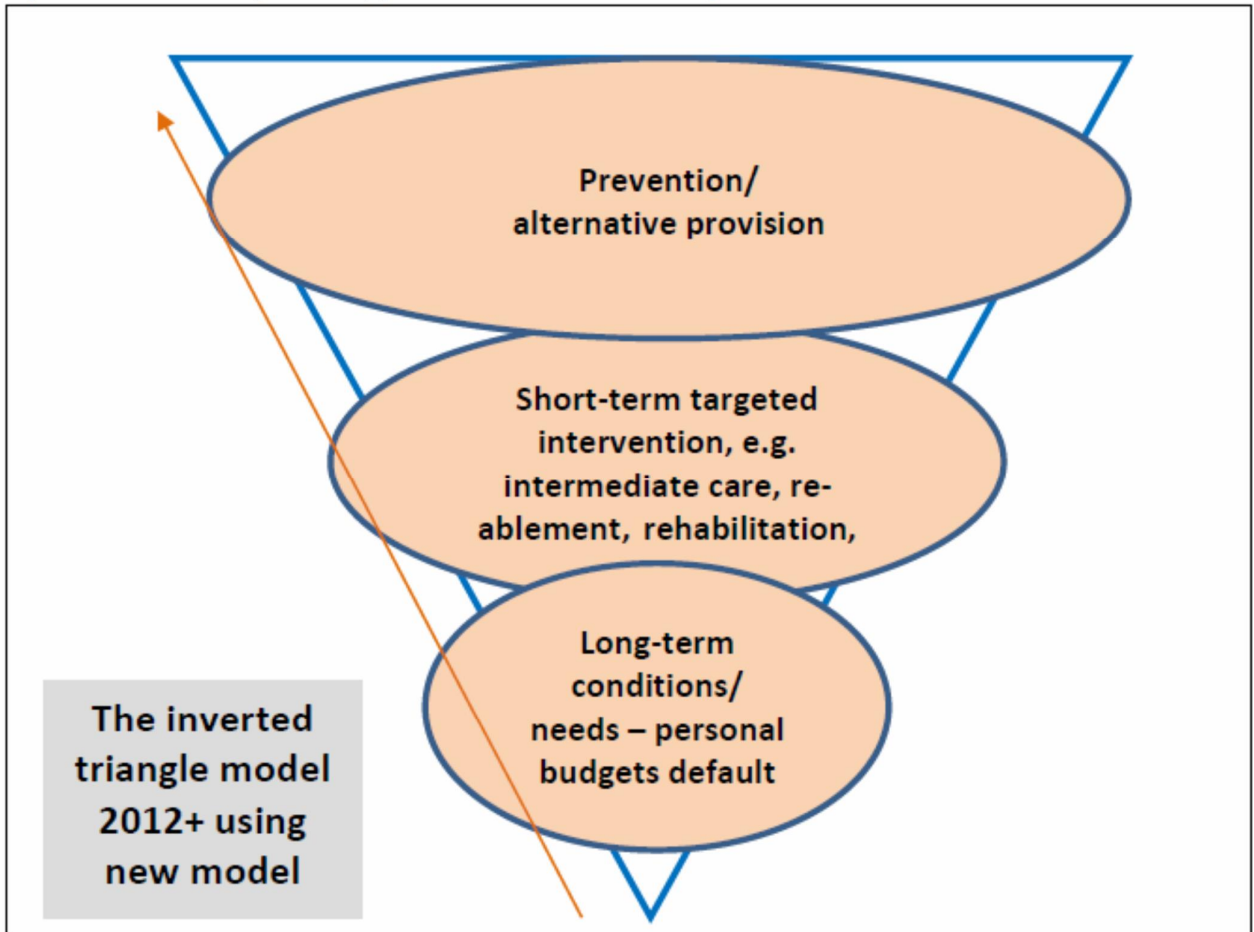 Prevention/
alternative provision
Short-term targeted
intervention, e.g.
intermediate care, re-
ablement, rehabilitation,
Long-term
conditions/
needs – personal
budgets default
The inverted
triangle model
2012+ using
new model